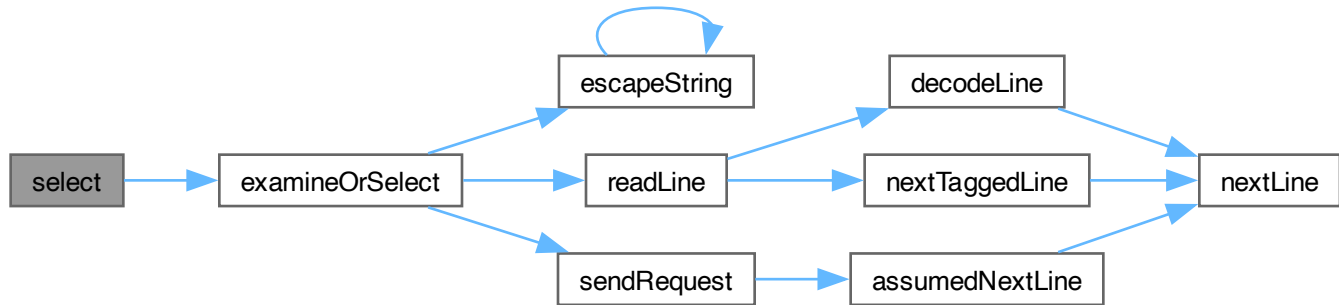 escapeString
decodeLine
select
examineOrSelect
readLine
nextTaggedLine
nextLine
sendRequest
assumedNextLine